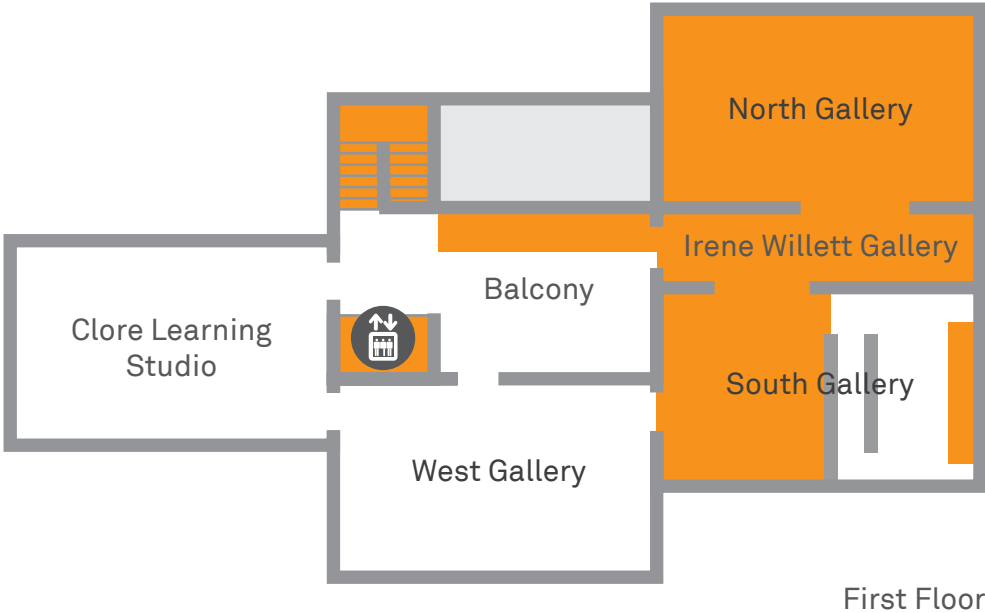 North Gallery
Irene Willett Gallery
Balcony
Clore Learning
Studio
South Gallery
West Gallery
First Floor